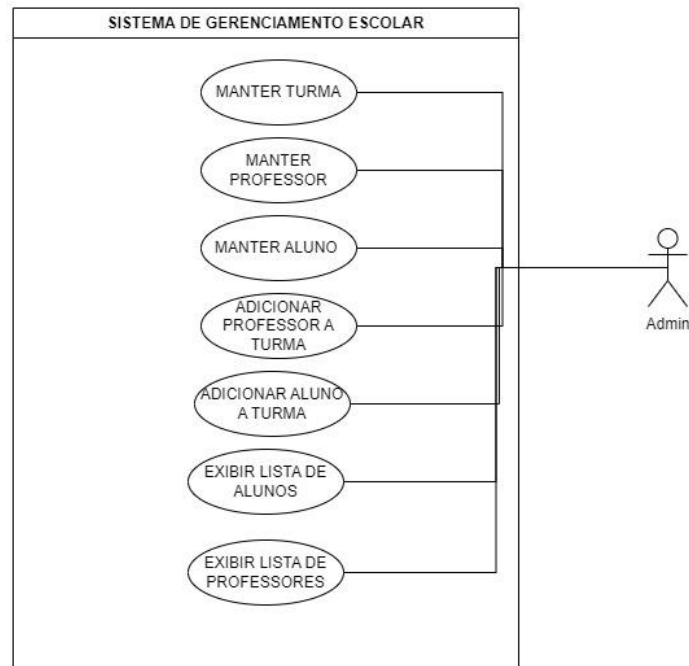 SISTEMA DE GERENCIAMENTO ESCOLAR
MANTER TURMA
MANTER
PROFESSOR
MANTER ALUNO
ADICIONAR
PROFESSOR A
TURMA
ADICIONAR ALUNO
A TURMA
EXIBIR LISTA DE
ALUNOS
EXIBIR LISTA DE
PROFESSORES
Admin